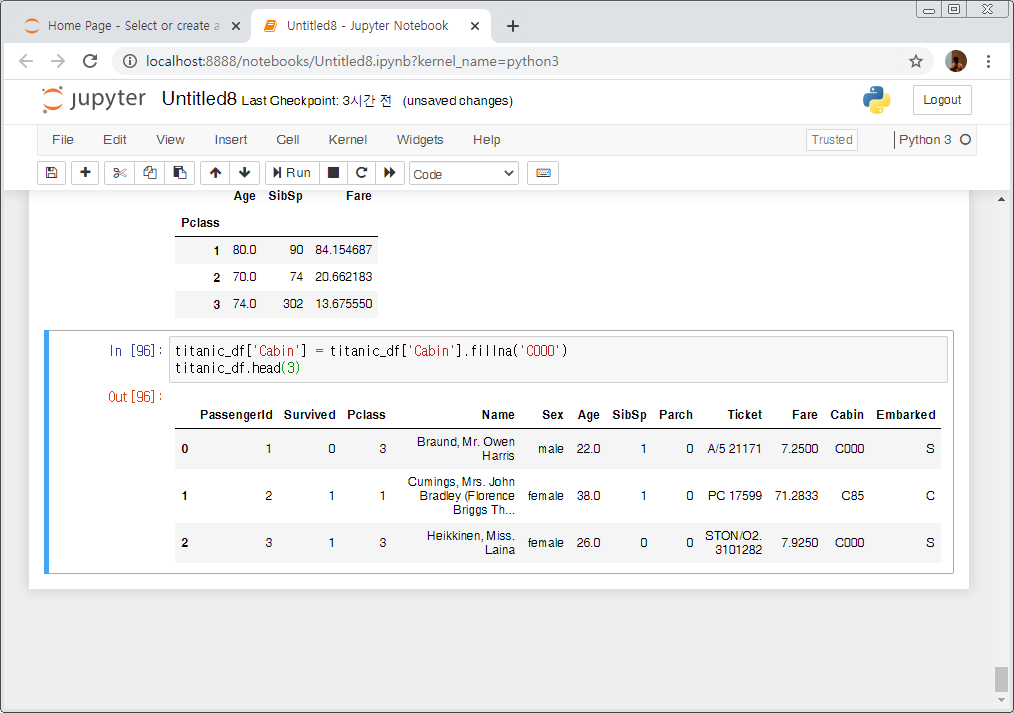 Home Page - Select or create a
Untitled8 - Jupyter Notebook
localhost:8888/notebooks/Untitled8.ipynb?kernel_name=python3
jupyter Untitled8 Last Checkpoint: 3시간 전 (unsaved changes)
Logout
File Edit View Insert Cell Kernel Widgets Help Trusted Python 3
Run Code
Age SibSp Fare
Pclass
1 80.0 90 84.154687
2 70.0 74 20.662183
3 74.0 302 13.675550
In [96]: titanic_df['Cabin'] = titanic_df['Cabin'].fillna('C000')
titanic_df.head(3)
Out[96]:
PassengerId Survived Pclass Name Sex Age SibSp Parch Ticket Fare Cabin Embarked
0 1 0 3 Braund, Mr. Owen Harris male 22.0 1 0 A/5 21171 7.2500 C000 S
1 2 1 1 Cumings, Mrs. John Bradley (Florence Briggs Th... female 38.0 1 0 PC 17599 71.2833 C85 C
2 3 1 3 Heikkinen, Miss. Laina female 26.0 0 0 STON/O2. 3101282 7.9250 C000 S